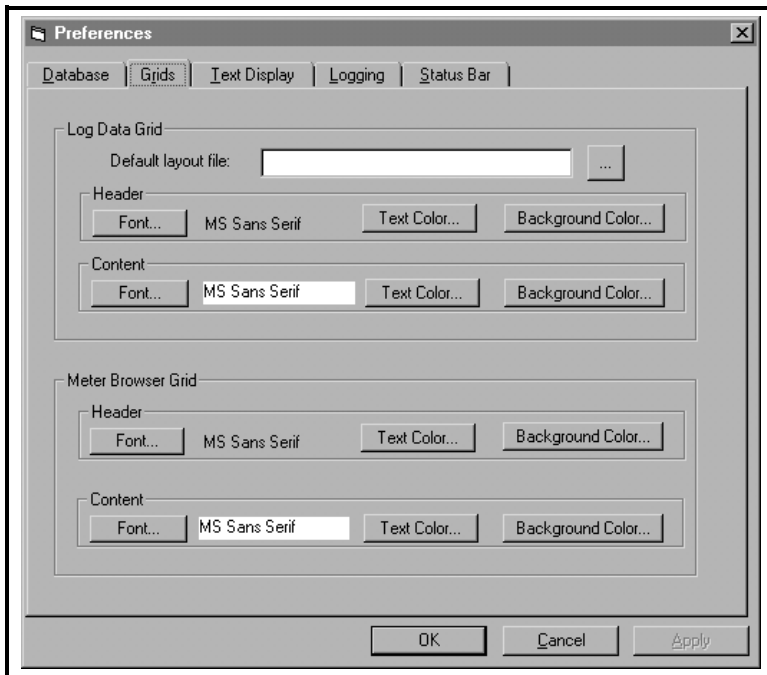 Preferences
Database Grids Text Display Logging Status Bar
Log Data Grid
Default layout file: ...
Header
Font... MS Sans Serif Text Color... Background Color...
Content
Font... MS Sans Serif Text Color... Background Color...
Meter Browser Grid
Header
Font... MS Sans Serif Text Color... Background Color...
Content
Font... MS Sans Serif Text Color... Background Color...
OK Cancel Apply